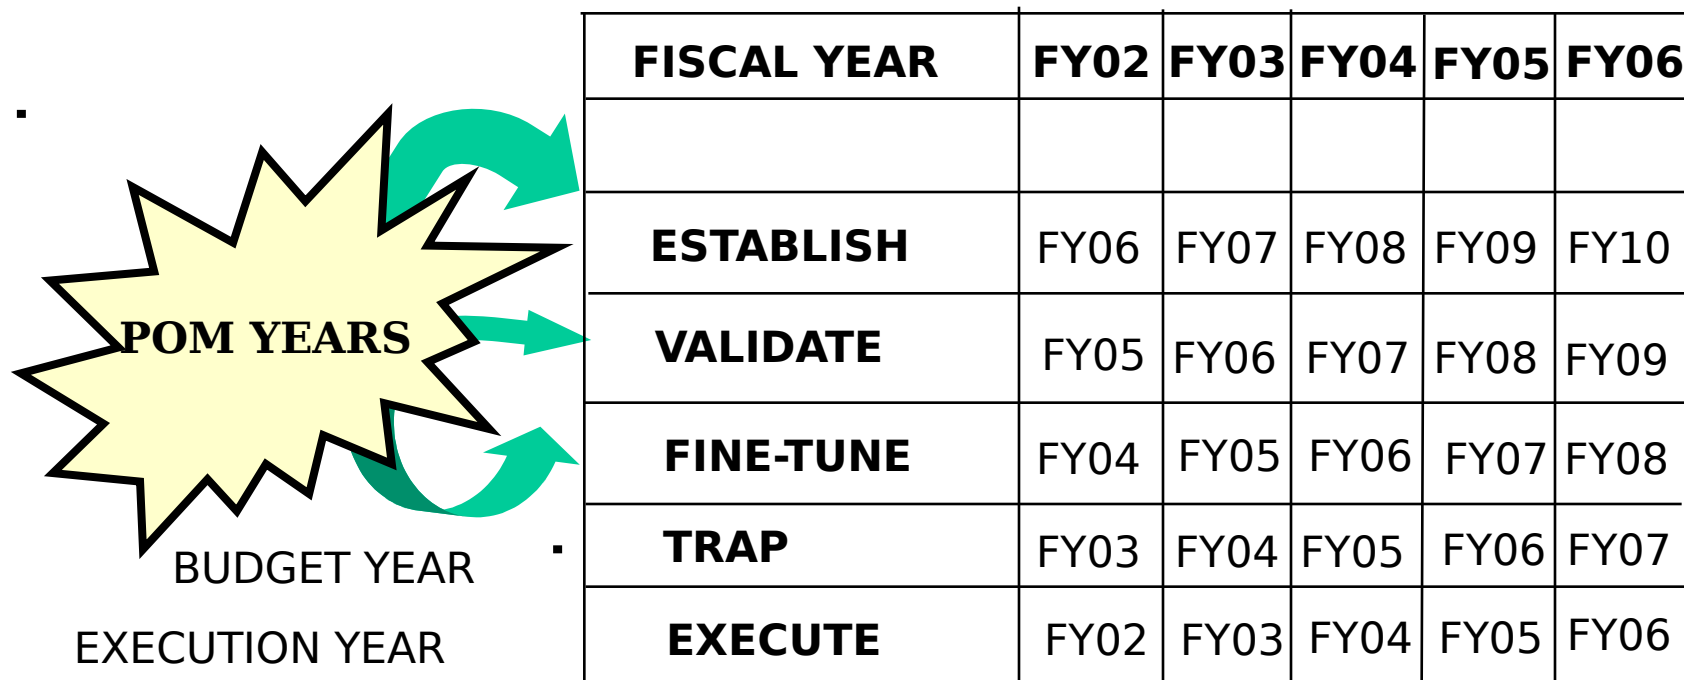 FISCAL YEAR FY02 FY03 FY04 FY05 FY06
ESTABLISH FY06 FY07 FY08 FY09 FY10
POM YEARS
VALIDATE FY05 FY06 FY07 FY08 FY09
FINE-TUNE FY04 FY05 FY06 FY07 FY08
BUDGET YEAR
TRAP FY03 FY04 FY05 FY06 FY07
EXECUTION YEAR
EXECUTE FY02 FY03 FY04 FY05 FY06